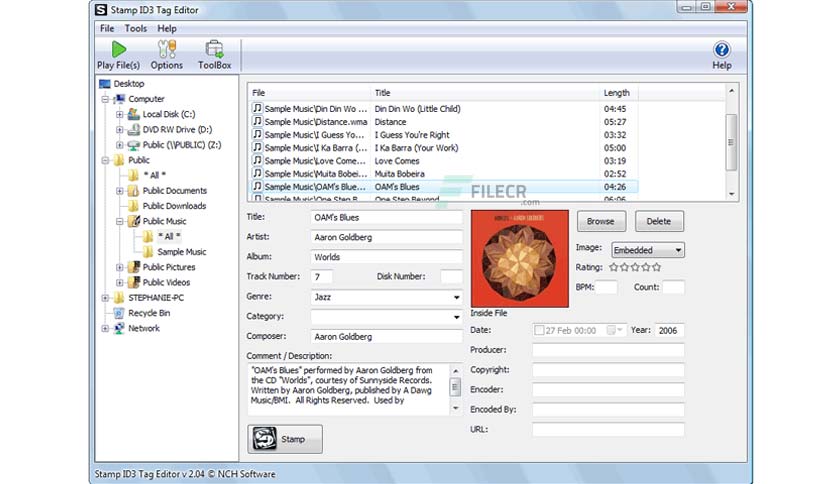 Stamp ID3 Tag Editor
File Tools Help
Play File(s) Options ToolBox Help
Desktop
Computer
Local Disk (C:)
DVD RW Drive (D:)
Public (\\PUBLIC) (Z:)
Public
* All *
Public Documents
Public Downloads
Public Music
* All *
Sample Music
Public Pictures
Public Videos
STEPHANIE-PC
Recycle Bin
Network
File Title Length
Sample Music\Din Din Wo ... Din Din Wo (Little Child) 04:45
Sample Music\Distance.wma Distance 05:27
Sample Music\I Guess Yo... I Guess You're Right 03:32
Sample Music\I Ka Barra (... I Ka Barra (Your Work) 05:00
Sample Music\Love Come... Love Comes 03:19
Sample Music\Muita Bobei... Muita Bobeira 02:52
Sample Music\OAM's Blue... OAM's Blues 04:26
Sample Music\One Step B... One Step Beyond 06:06
FILECR
.com
Title: OAM's Blues
Artist: Aaron Goldberg
Album: Worlds
Track Number: 7 Disk Number:
Genre: Jazz
Category:
Composer: Aaron Goldberg
Comment / Description:
"OAM's Blues" performed by Aaron Goldberg from
the CD "Worlds", courtesy of Sunnyside Records.
Written by Aaron Goldberg, published by A Dawg
Music/BMI. All Rights Reserved. Used by
Stamp
WORLDS AARON GOLDBERG
Browse Delete
Image: Embedded
Rating:
BPM: Count:
Inside File
Date: 27 Feb 00:00 Year: 2006
Producer:
Copyright:
Encoder:
Encoded By:
URL:
Stamp ID3 Tag Editor v 2.04 © NCH Software